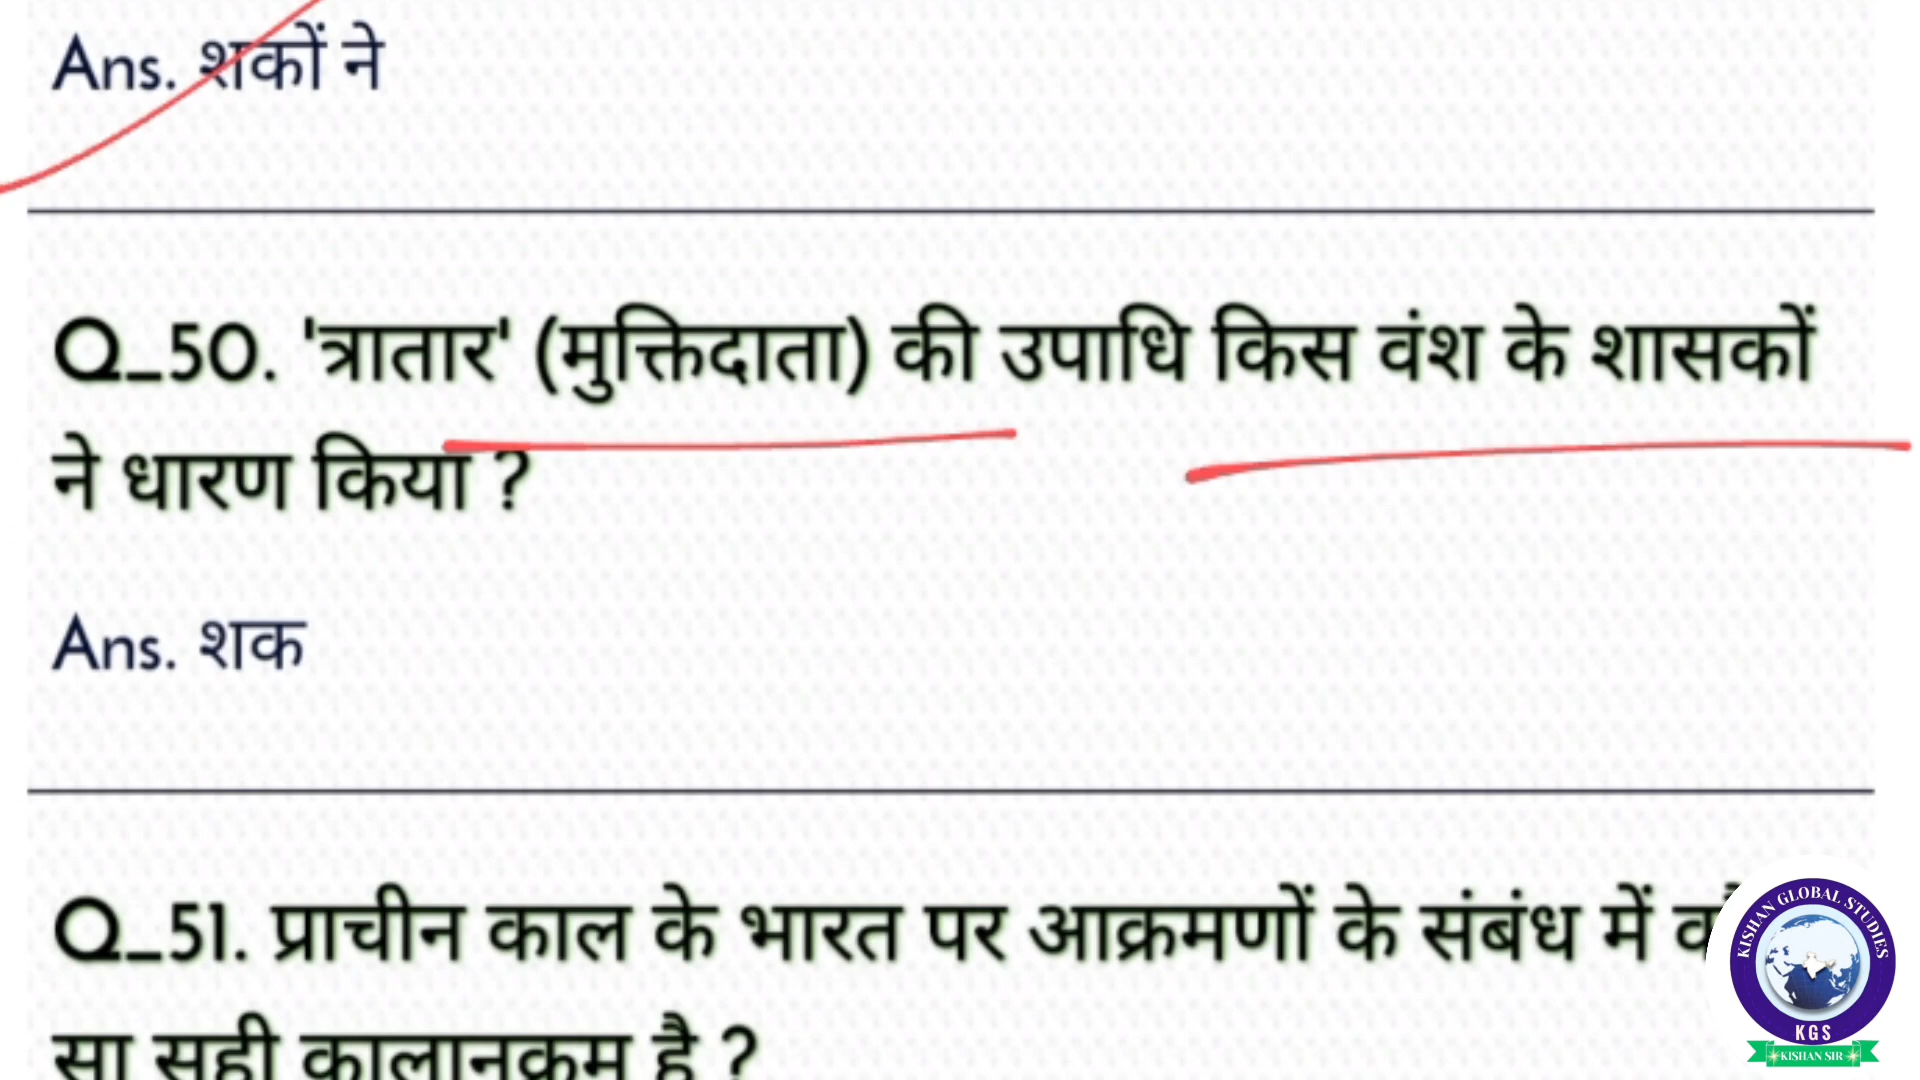 Ans. शकों ने
Q_50. 'त्रातार' (मुक्तिदाता) की उपाधि किस वंश के शासकों
ने धारण किया ?
Ans. शक
Q_51. प्राचीन काल के भारत पर आक्रमणों के संबंध में
सा सही कालानुक्रम है ?
KISHAN GLOBAL STUDIES
KGS
KISHAN SIR